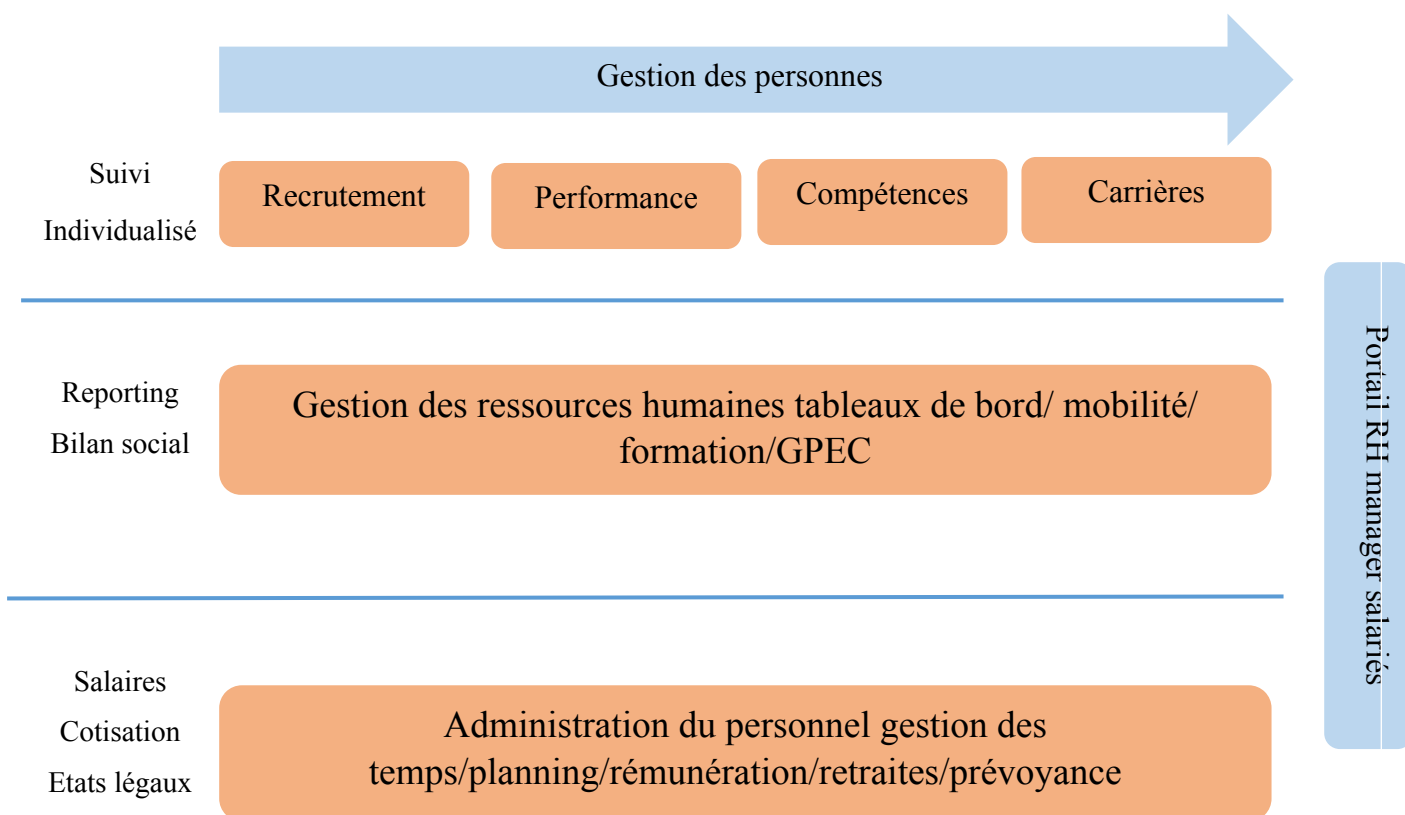 Gestion des personnes
Suivi
Individualisé
Recrutement
Performance
Compétences
Carrières
Reporting
Bilan social
Gestion des ressources humaines tableaux de bord/ mobilité/
formation/GPEC
Salaires
Cotisation
Etats légaux
Administration du personnel gestion des
temps/planning/rémunération/retraites/prévoyance
Portail RH manager salariés